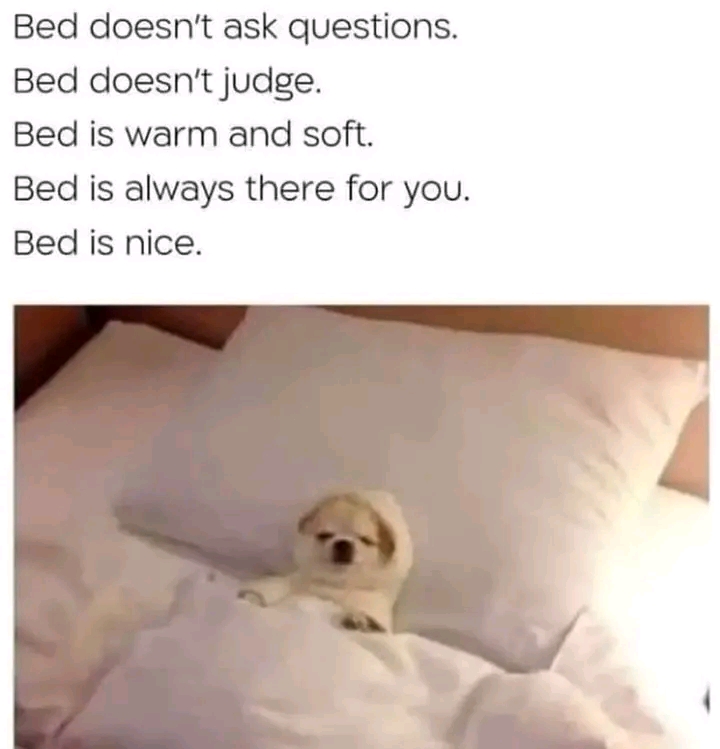 Bed doesn't ask questions.
Bed doesn't judge.
Bed is warm and soft.
Bed is always there for you.
Bed is nice.